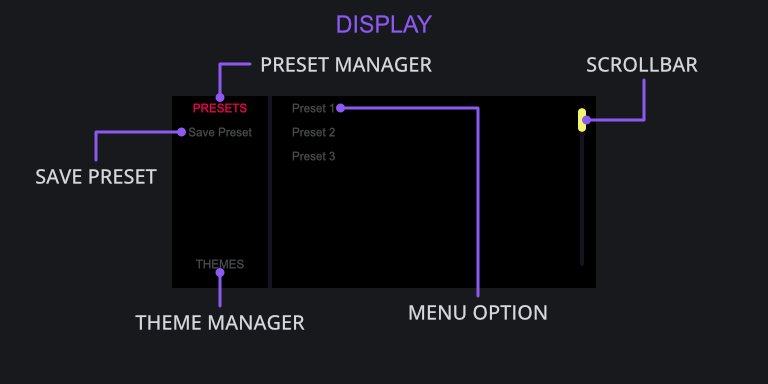 DISPLAY
PRESET MANAGER
SCROLLBAR
PRESETS
Preset 1
Save Preset
Preset 2
Preset 3
SAVE PRESET
THEMES
MENU OPTION
THEME MANAGER